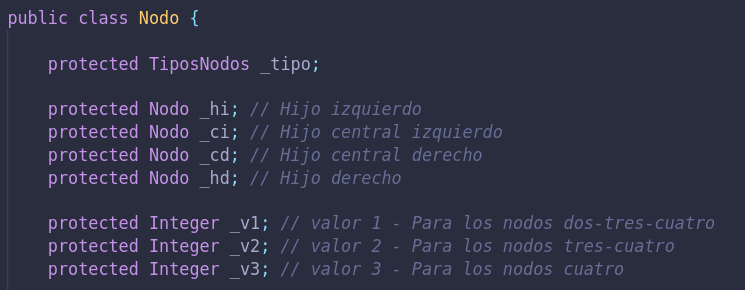 public class Nodo {
protected TiposNodos _tipo;
protected Nodo _hi; // Hijo izquierdo
protected Nodo _ci; // Hijo central izquierdo
protected Nodo _cd; // Hijo central derecho
protected Nodo _hd; // Hijo derecho
protected Integer _v1; // valor 1 - Para los nodos dos-tres-cuatro
protected Integer _v2; // valor 2 - Para los nodos tres-cuatro
protected Integer _v3; // valor 3 - Para los nodos cuatro